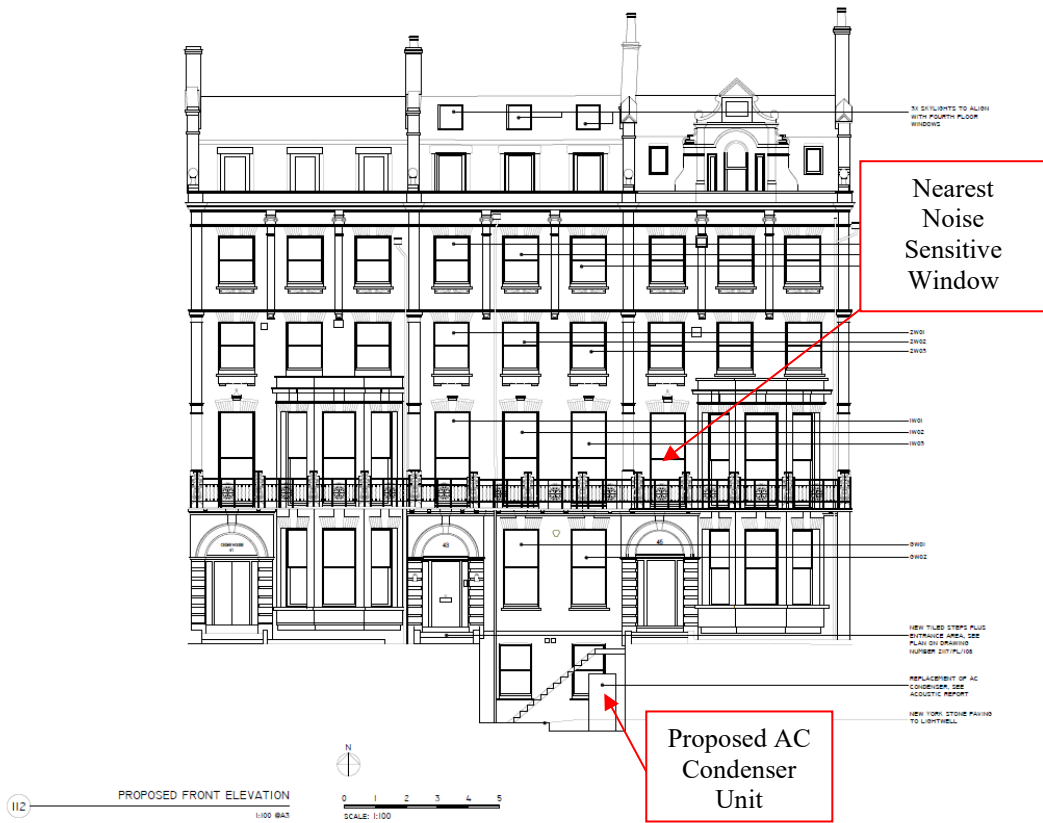 3X SKYLIGHTS TO ALIGN
WITH FOURTH FLOOR
WINDOWS
Nearest
Noise
Sensitive
Window
2W01
2W02
2W03
1W01
1W02
1W03
43
45
GW01
GW02
NEW TILED STEPS PLUS
ENTRANCE AREA, SEE
PLAN ON DRAWING
REPLACEMENT OF AC
CONDENSER, SEE
ACOUSTIC REPORT
NEW YORK STONE PAVING
TO LIGHTWELL
Proposed AC
Condenser
Unit
N
112
PROPOSED FRONT ELEVATION
1:100 @A3
0 1 2 3 4 5
SCALE: 1:100